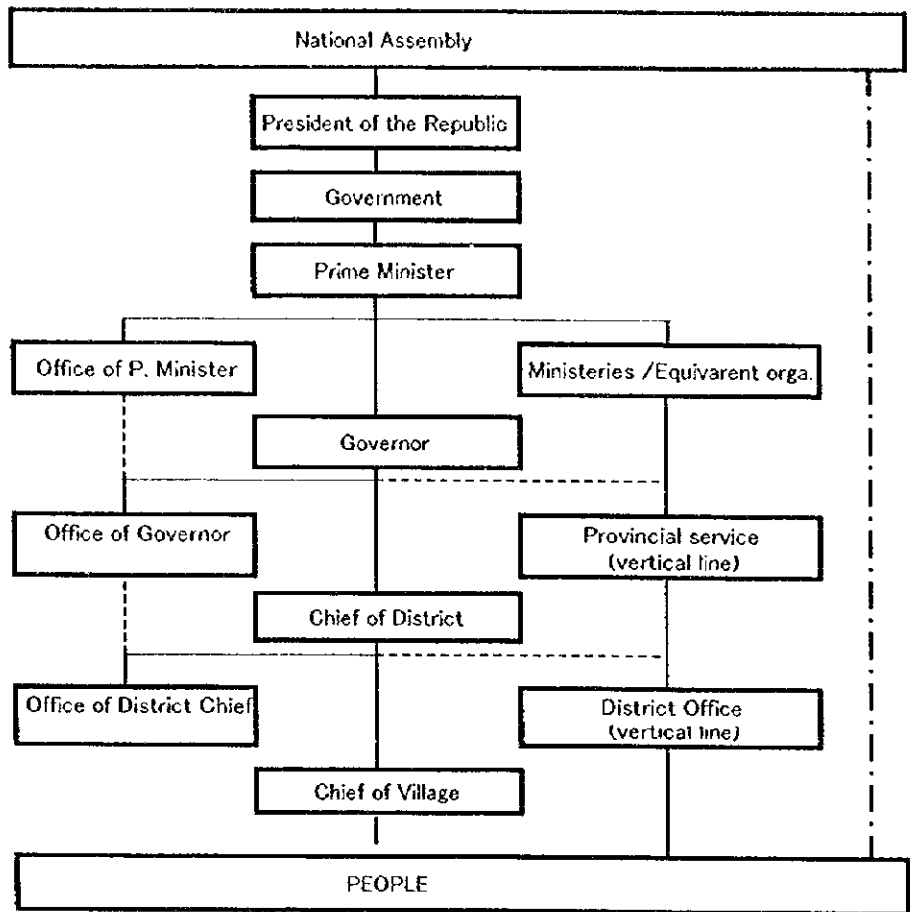 National Assembly
President of the Republic
Government
Prime Minister
Office of P. Minister
Ministeries /Equivarent orga.
Governor
Office of Governor
Provincial service
(vertical line)
Chief of District
Office of District Chief
District Office
(vertical line)
Chief of Village
PEOPLE